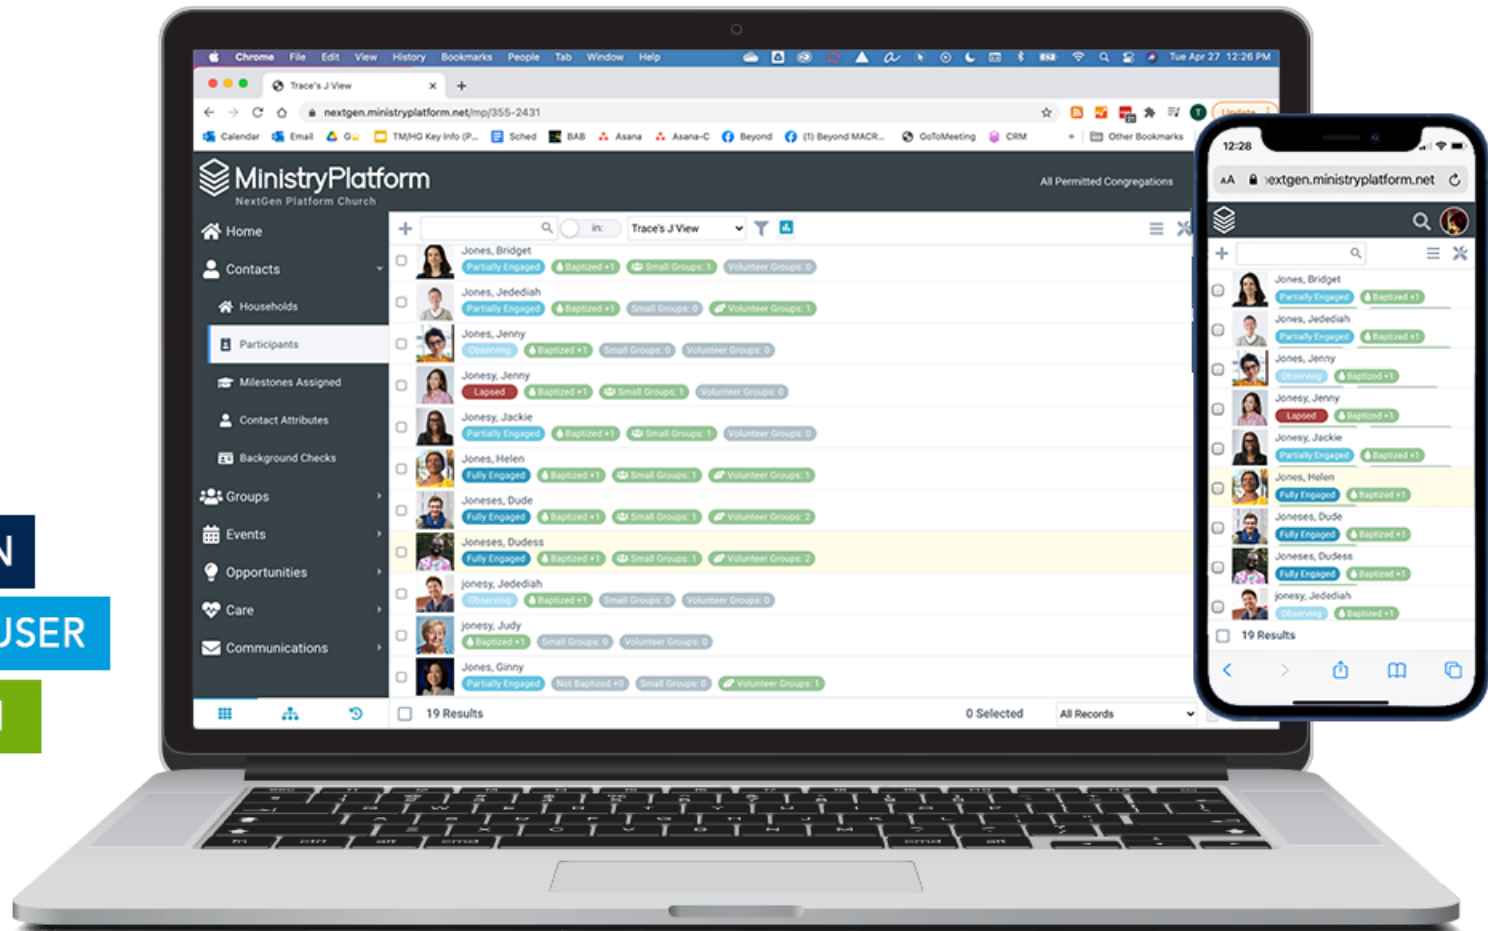 Chrome File Edit View History Bookmarks People Tab Window Help Tue Apr 27 12:26 PM
Trace's J View
nextgen.ministryplatform.net/mp/355-2431
Update
Calendar Email TM/HG Key Info (P... Sched BAB Asana Asana-C Beyond (1) Beyond MACR... GoToMeeting CRM » Other Bookmarks
MinistryPlatform
NextGen Platform Church
All Permitted Congregations
Home
Contacts
Households
Participants
Milestones Assigned
Contact Attributes
Background Checks
Groups
Events
Opportunities
Care
Communications
in: Trace's J View
Jones, Bridget
Partially Engaged Baptized +1 Small Groups: 1 Volunteer Groups: 0
Jones, Jedediah
Partially Engaged Baptized +1 Small Groups: 0 Volunteer Groups: 1
Jones, Jenny
Observing Baptized +1 Small Groups: 0 Volunteer Groups: 0
Jonesy, Jenny
Lapsed Baptized +1 Small Groups: 1 Volunteer Groups: 0
Jonesy, Jackie
Partially Engaged Baptized +1 Small Groups: 1 Volunteer Groups: 0
Jones, Helen
Fully Engaged Baptized +1 Small Groups: 1 Volunteer Groups: 1
Joneses, Dude
Fully Engaged Baptized +1 Small Groups: 1 Volunteer Groups: 2
Joneses, Dudess
Fully Engaged Baptized +1 Small Groups: 1 Volunteer Groups: 2
jonesy, Jedediah
Observing Baptized +1 Small Groups: 0 Volunteer Groups: 0
jonesy, Judy
Baptized +1 Small Groups: 0 Volunteer Groups: 0
Jones, Ginny
Partially Engaged Not Baptized +0 Small Groups: 0 Volunteer Groups: 1
19 Results 0 Selected All Records
12:28
AA nextgen.ministryplatform.net
Jones, Bridget
Partially Engaged Baptized +1
Jones, Jedediah
Partially Engaged Baptized +1
Jones, Jenny
Observing Baptized +1
Jonesy, Jenny
Lapsed Baptized +1
Jonesy, Jackie
Partially Engaged Baptized +1
Jones, Helen
Fully Engaged Baptized +1
Joneses, Dude
Fully Engaged Baptized +1
Joneses, Dudess
Fully Engaged Baptized +1
jonesy, Jedediah
Observing Baptized +1
19 Results
N
USER